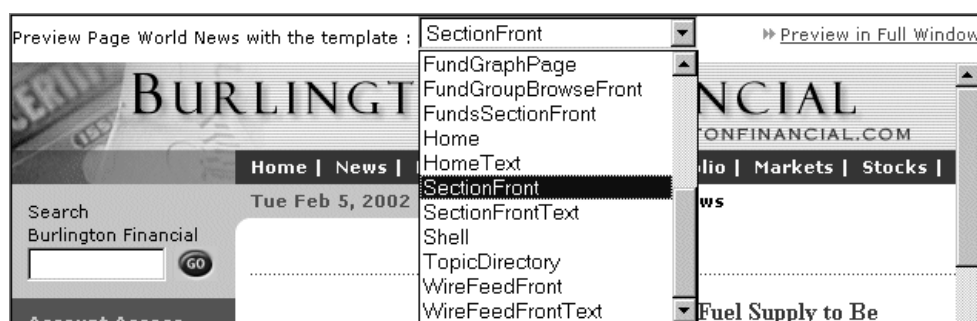 Preview Page World News with the template : SectionFront
Preview in Full Window
FundGraphPage
FundGroupBrowseFront
FundsSectionFront
Home
HomeText
SectionFront
SectionFrontText
Shell
TopicDirectory
WireFeedFront
WireFeedFrontText
BURLINGT NCIAL
TONFINANCIAL.COM
Home | News | lio | Markets | Stocks |
Tue Feb 5, 2002 ws
Search
Burlington Financial
GO
Fuel Supply to Be